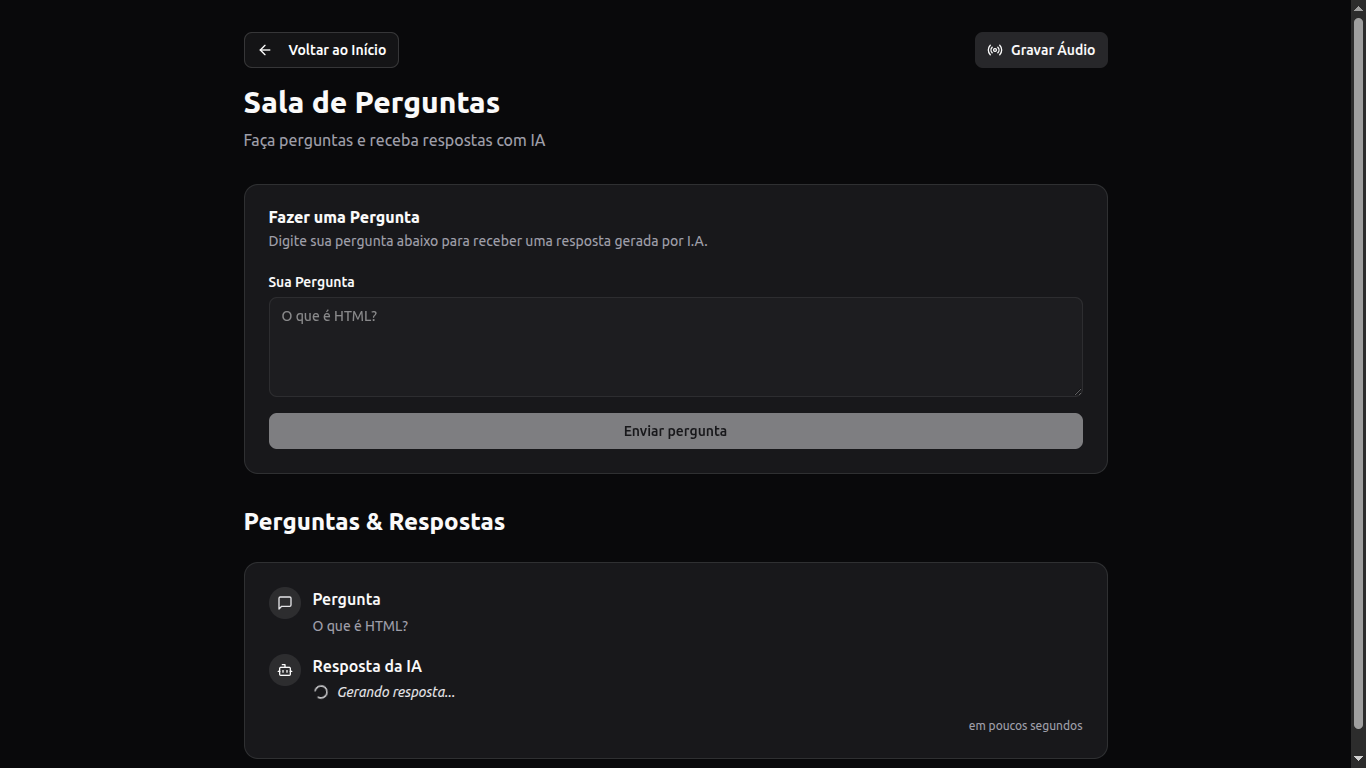 Voltar ao Início
Gravar Áudio
Sala de Perguntas
Faça perguntas e receba respostas com IA
Fazer uma Pergunta
Digite sua pergunta abaixo para receber uma resposta gerada por I.A.
Sua Pergunta
O que é HTML?
Enviar pergunta
Perguntas & Respostas
Pergunta
O que é HTML?
Resposta da IA
Gerando resposta...
em poucos segundos